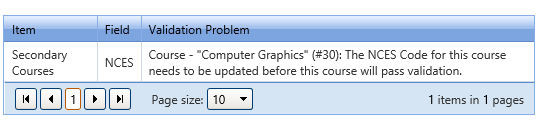 Item Field Validation Problem
Secondary Courses NCES Course - "Computer Graphics" (#30): The NCES Code for this course
needs to be updated before this course will pass validation.
1 Page size: 10 1 items in 1 pages